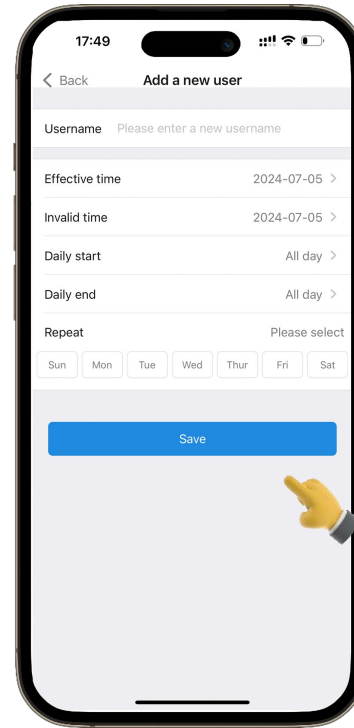 17:49
Back Add a new user
Username Please enter a new username
Effective time 2024-07-05
Invalid time 2024-07-05
Daily start All day
Daily end All day
Repeat Please select
Sun Mon Tue Wed Thur Fri Sat
Save